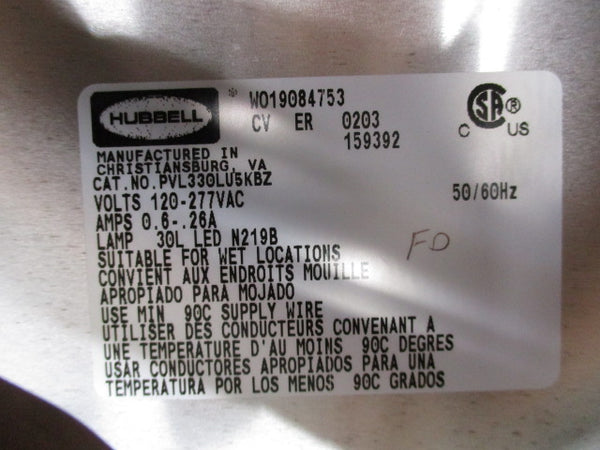 HUBBELL
WO19084753
CV ER 0203
159392
CSA®
C US
MANUFACTURED IN
CHRISTIANSBURG, VA
CAT.NO.PVL330LU5KBZ
VOLTS 120-277VAC
50/60Hz
AMPS 0.6-.26A
LAMP 30L LED N219B
FD
SUITABLE FOR WET LOCATIONS
CONVIENT AUX ENDROITS MOUILLE
APROPIADO PARA MOJADO
USE MIN 90C SUPPLY WIRE
UTILISER DES CONDUCTEURS CONVENANT A
UNE TEMPERATURE D'AU MOINS 90C DEGRES
USAR CONDUCTORES APROPIADOS PARA UNA
TEMPERATURA POR LOS MENOS 90C GRADOS